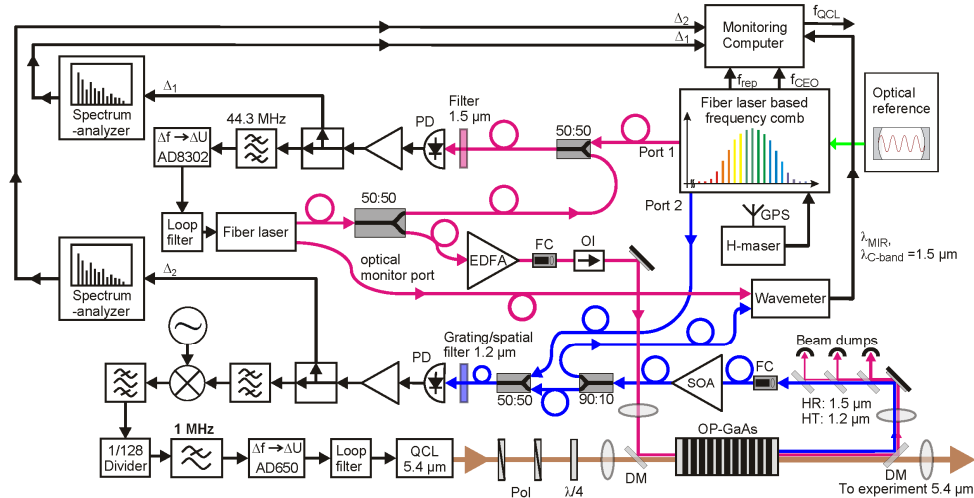 Δ₂
Δ₁
Monitoring
Computer
f_QCL
f_rep
f_CEO
Spectrum
-analyzer
Δ₁
44.3 MHz
Δf→ΔU
AD8302
PD
Filter
1.5 µm
50:50
Port 1
Fiber laser based
frequency comb
Optical
reference
Port 2
GPS
H-maser
λ_MIR,
λ_C-band =1.5 µm
Loop
filter
Fiber laser
50:50
optical
monitor port
EDFA
FC
OI
Wavemeter
Spectrum
-analyzer
Δ₂
Grating/spatial
filter 1.2 µm
PD
50:50
90:10
SOA
FC
Beam dumps
HR: 1.5 µm
HT: 1.2 µm
1/128
Divider
1 MHz
Δf→ΔU
AD650
Loop
filter
QCL
5.4 µm
Pol
λ/4
DM
OP-GaAs
DM
To experiment 5.4 µm